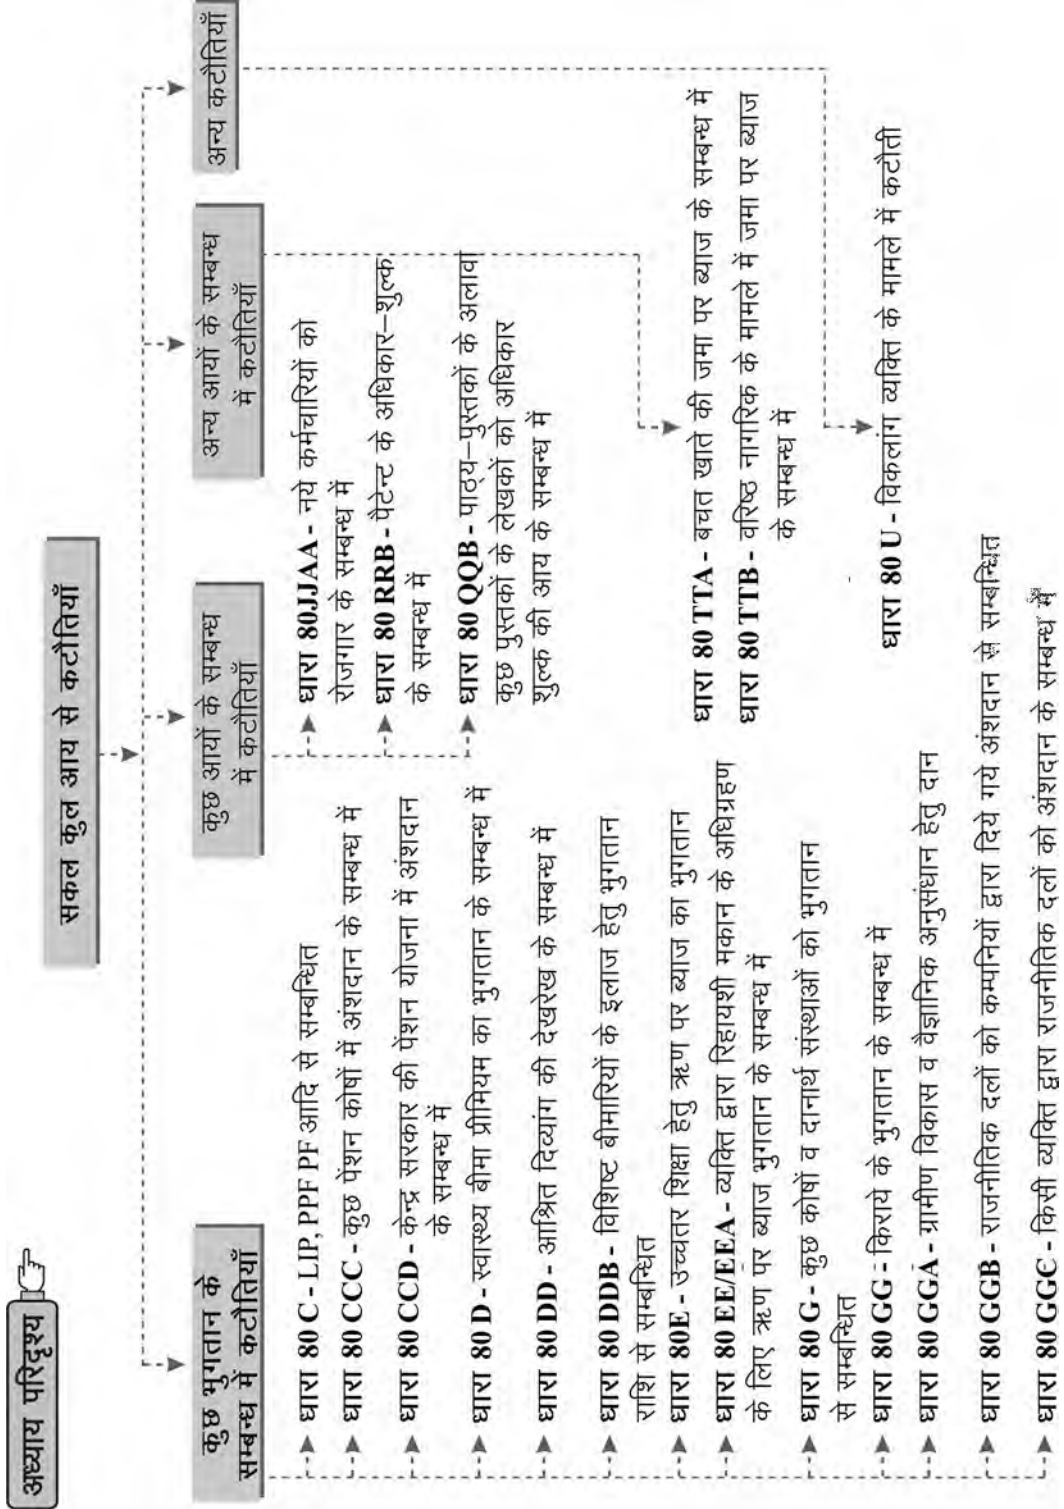 अध्याय परिदृश्य
सकल कुल आय से कटौतियाँ
कुछ भुगतान के
सम्बन्ध में कटौतियाँ
धारा 80 C - LIP, PPF PF आदि से सम्बन्धित
धारा 80 CCC - कुछ पेंशन कोषों में अंशदान के सम्बन्ध में
धारा 80 CCD - केन्द्र सरकार की पेंशन योजना में अंशदान
के सम्बन्ध में
धारा 80 D - स्वास्थ्य बीमा प्रीमियम का भुगतान के सम्बन्ध में
धारा 80 DD - आश्रित दिव्यांग की देखरेख के सम्बन्ध में
धारा 80 DDB - विशिष्ट बीमारियों के इलाज हेतु भुगतान
राशि से सम्बन्धित
धारा 80E - उच्चतर शिक्षा हेतु ऋण पर ब्याज का भुगतान
धारा 80 EE/EEA - व्यक्ति द्वारा रिहायशी मकान के अधिग्रहण
के लिए ऋण पर ब्याज भुगतान के सम्बन्ध में
धारा 80 G - कुछ कोषों व दानार्थ संस्थाओं को भुगतान
से सम्बन्धित
धारा 80 GG - किराये के भुगतान के सम्बन्ध में
धारा 80 GGA - ग्रामीण विकास व वैज्ञानिक अनुसंधान हेतु दान
धारा 80 GGB - राजनीतिक दलों को कम्पनियों द्वारा दिये गये अंशदान से सम्बन्धित
धारा 80 GGC - किसी व्यक्ति द्वारा राजनीतिक दलों को अंशदान के सम्बन्ध में
कुछ आयों के सम्बन्ध
में कटौतियाँ
धारा 80JJAA - नये कर्मचारियों को
रोजगार के सम्बन्ध में
धारा 80 RRB - पेटेन्ट के अधिकार–शुल्क
के सम्बन्ध में
धारा 80 QQB - पाठ्य–पुस्तकों के अलावा
कुछ पुस्तकों के लेखकों को अधिकार
शुल्क की आय के सम्बन्ध में
अन्य आयों के सम्बन्ध
में कटौतियाँ
धारा 80 TTA - बचत खाते की जमा पर ब्याज के सम्बन्ध में
धारा 80 TTB - वरिष्ठ नागरिक के मामले में जमा पर ब्याज
के सम्बन्ध में
अन्य कटौतियाँ
धारा 80 U - विकलांग व्यक्ति के मामले में कटौती